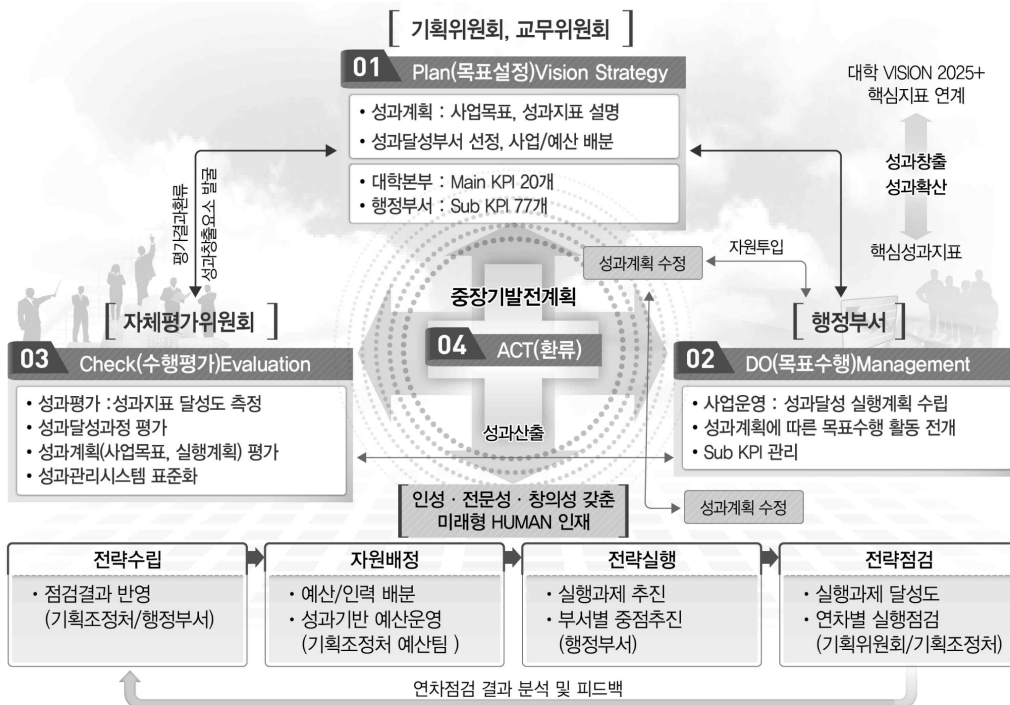 [ 기획위원회, 교무위원회 ]
01 Plan(목표설정)Vision Strategy
• 성과계획 : 사업목표, 성과지표 설명
• 성과달성부서 선정, 사업/예산 배분
• 대학본부 : Main KPI 20개
• 행정부서 : Sub KPI 77개
대학 VISION 2025+
핵심지표 연계
성과창출
성과확산
핵심성과지표
평가결과환류
성과창출요소 발굴
성과계획 수정
자원투입
중장기발전계획
[ 자체평가위원회 ]
03 Check(수행평가)Evaluation
• 성과평가 : 성과지표 달성도 측정
• 성과달성과정 평가
• 성과계획(사업목표, 실행계획) 평가
• 성과관리시스템 표준화
04 ACT(환류)
[ 행정부서 ]
02 DO(목표수행)Management
• 사업운영 : 성과달성 실행계획 수립
• 성과계획에 따른 목표수행 활동 전개
• Sub KPI 관리
성과산출
[ 인성 · 전문성 · 창의성 갖춘
미래형 HUMAN 인재 ]
성과계획 수정
전략수립
· 점검결과 반영
(기획조정처/행정부서)
자원배정
· 예산/인력 배분
· 성과기반 예산운영
(기획조정처 예산팀 )
전략실행
· 실행과제 추진
· 부서별 중점추진
(행정부서)
전략점검
· 실행과제 달성도
· 연차별 실행점검
(기획위원회/기획조정처)
연차점검 결과 분석 및 피드백